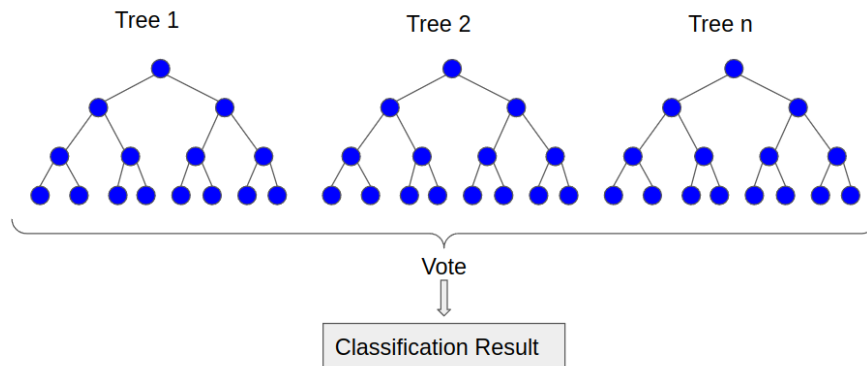 Tree 1
Tree 2
Tree n
Vote
Classification Result